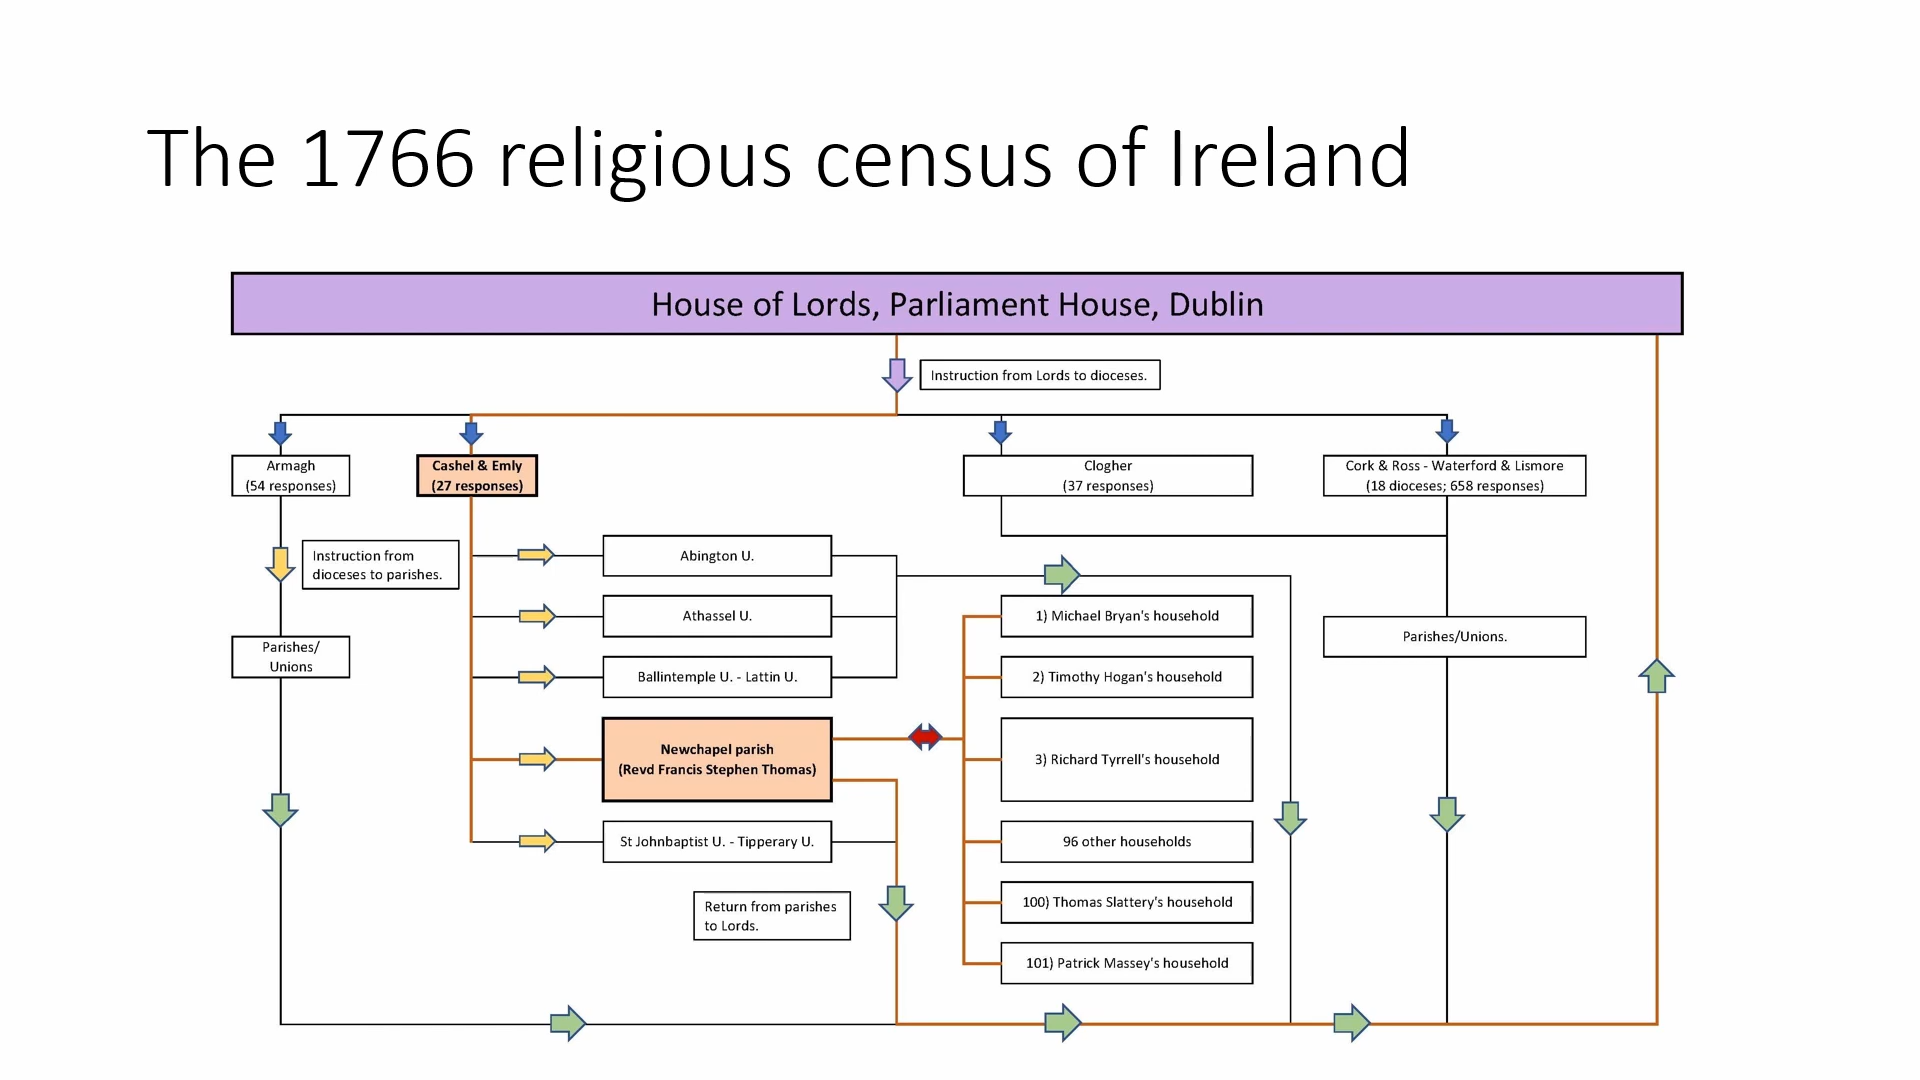 The 1766 religious census of Ireland
House of Lords, Parliament House, Dublin
Instruction from Lords to dioceses.
Armagh
(54 responses)
Cashel & Emly
(27 responses)
Clogher
(37 responses)
Cork & Ross - Waterford & Lismore
(18 dioceses; 658 responses)
Instruction from
dioceses to parishes.
Parishes/
Unions
Abington U.
Athassel U.
Ballintemple U. - Lattin U.
Newchapel parish
(Revd Francis Stephen Thomas)
St Johnbaptist U. - Tipperary U.
Return from parishes
to Lords.
1) Michael Bryan's household
2) Timothy Hogan's household
3) Richard Tyrrell's household
96 other households
100) Thomas Slattery's household
101) Patrick Massey's household
Parishes/Unions.